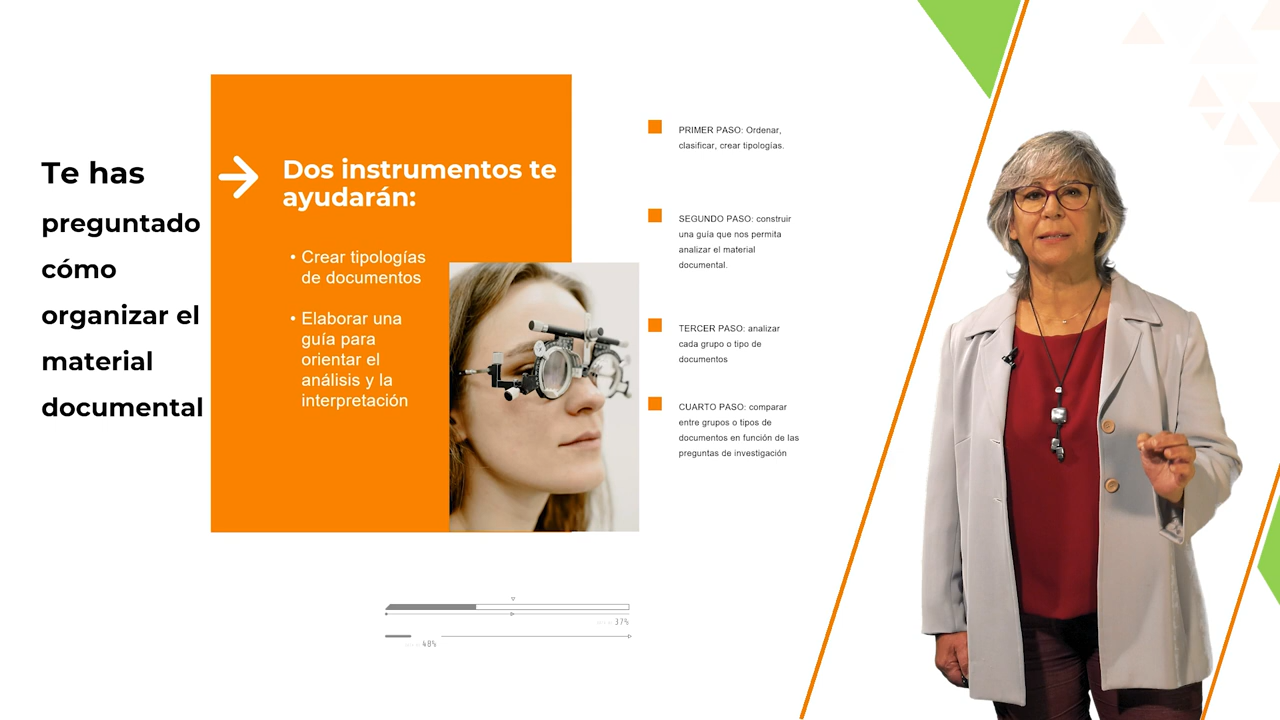 Te has
preguntado
cómo
organizar el
material
documental
Dos instrumentos te
ayudarán:
• Crear tipologías
de documentos
• Elaborar una
guía para
orientar el
análisis y la
interpretación
PRIMER PASO: Ordenar,
clasificar, crear tipologías.
SEGUNDO PASO: construir
una guía que nos permita
analizar el material
documental.
TERCER PASO: analizar
cada grupo o tipo de
documentos
CUARTO PASO: comparar
entre grupos o tipos de
documentos en función de las
preguntas de investigación
37%
48%